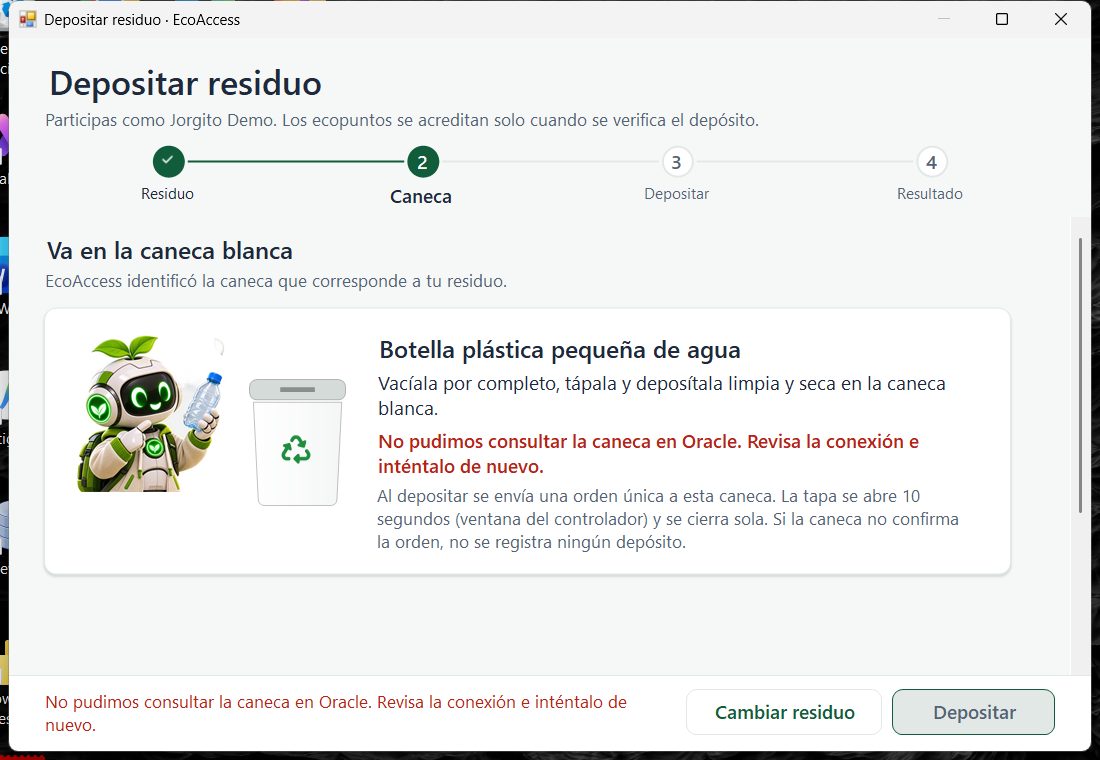 Depositar residuo · EcoAccess
Depositar residuo
Participas como Jorgito Demo. Los ecopuntos se acreditan solo cuando se verifica el depósito.
2
3
4
Residuo
Caneca
Depositar
Resultado
Va en la caneca blanca
EcoAccess identificó la caneca que corresponde a tu residuo.
Botella plástica pequeña de agua
Vacíala por completo, tápala y deposítala limpia y seca en la caneca
blanca.
No pudimos consultar la caneca en Oracle. Revisa la conexión e
inténtalo de nuevo.
Al depositar se envía una orden única a esta caneca. La tapa se abre 10
segundos (ventana del controlador) y se cierra sola. Si la caneca no confirma
la orden, no se registra ningún depósito.
No pudimos consultar la caneca en Oracle. Revisa la conexión e inténtalo de
nuevo.
Cambiar residuo
Depositar